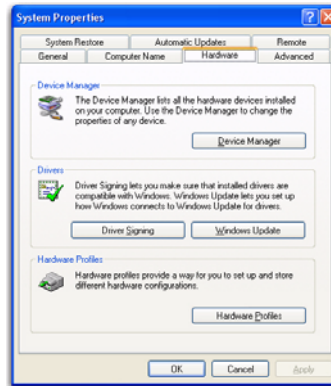 System Properties
System Restore Automatic Updates Remote
General Computer Name Hardware Advanced
Device Manager
The Device Manager lists all the hardware devices installed
on your computer. Use the Device Manager to change the
properties of any device.
Device Manager
Drivers
Driver Signing lets you make sure that installed drivers are
compatible with Windows. Windows Update lets you set up
how Windows connects to Windows Update for drivers.
Driver Signing Windows Update
Hardware Profiles
Hardware profiles provide a way for you to set up and store
different hardware configurations.
Hardware Profiles
OK Cancel Apply